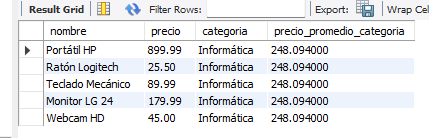 Result Grid Filter Rows: Export: Wrap Cel
nombre precio categoria precio_promedio_categoria
Portátil HP 899.99 Informática 248.094000
Ratón Logitech 25.50 Informática 248.094000
Teclado Mecánico 89.99 Informática 248.094000
Monitor LG 24 179.99 Informática 248.094000
Webcam HD 45.00 Informática 248.094000